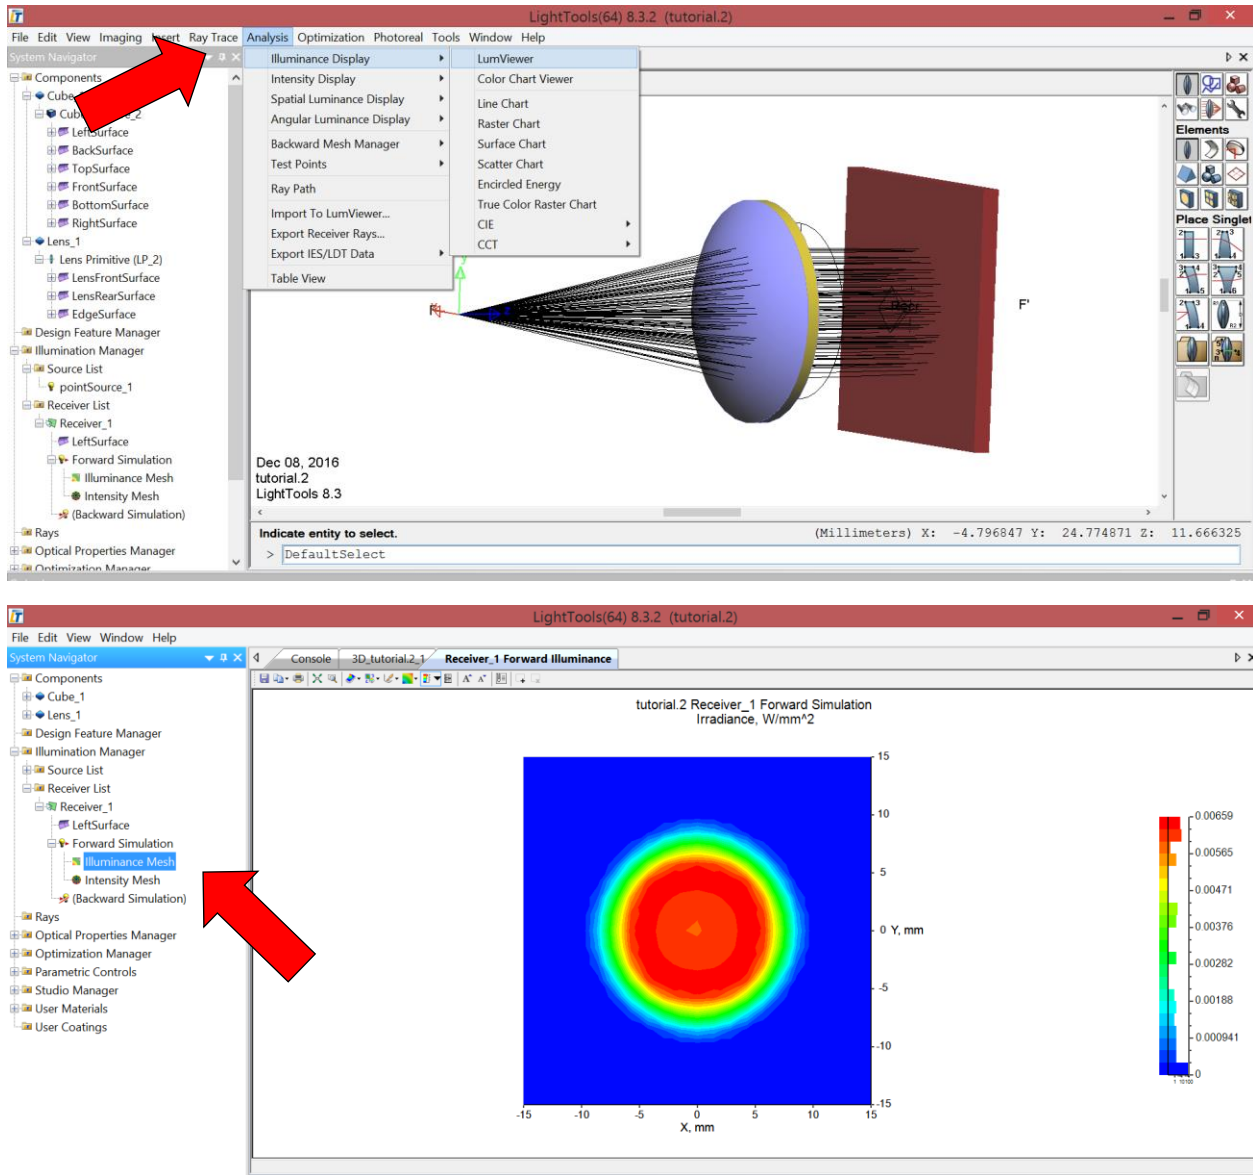 LightTools(64) 8.3.2 (tutorial.2)
File Edit View Imaging Insert Ray Trace Analysis Optimization Photoreal Tools Window Help
System Navigator
Components
LeftSurface
BackSurface
TopSurface
FrontSurface
BottomSurface
RightSurface
Lens_1
Lens Primitive (LP_2)
LensFrontSurface
LensRearSurface
EdgeSurface
Design Feature Manager
Illumination Manager
Source List
pointSource_1
Receiver List
Receiver_1
LeftSurface
Forward Simulation
Illuminance Mesh
Intensity Mesh
(Backward Simulation)
Rays
Optical Properties Manager
Optimization Manager
Illuminance Display
Intensity Display
Spatial Luminance Display
Angular Luminance Display
Backward Mesh Manager
Test Points
Ray Path
Import To LumViewer...
Export Receiver Rays...
Export IES/LDT Data
Table View
LumViewer
Color Chart Viewer
Line Chart
Raster Chart
Surface Chart
Scatter Chart
Encircled Energy
True Color Raster Chart
CIE
CCT
F'
Dec 08, 2016
tutorial.2
LightTools 8.3
Elements
Place Singlet
Indicate entity to select.
(Millimeters) X: -4.796847 Y: 24.774871 Z: 11.666325
> DefaultSelect
LightTools(64) 8.3.2 (tutorial.2)
File Edit View Window Help
System Navigator
Components
Cube_1
Lens_1
Design Feature Manager
Illumination Manager
Source List
Receiver List
Receiver_1
LeftSurface
Forward Simulation
Illuminance Mesh
Intensity Mesh
(Backward Simulation)
Rays
Optical Properties Manager
Optimization Manager
Parametric Controls
Studio Manager
User Materials
User Coatings
Console 3D_tutorial.2_1 Receiver_1 Forward Illuminance
tutorial.2 Receiver_1 Forward Simulation
Irradiance, W/mm^2
15
10
5
0 Y, mm
-5
-10
-15
-15 -10 -5 0 5 10 15
X, mm
0.00659
0.00565
0.00471
0.00376
0.00282
0.00188
0.000941
0